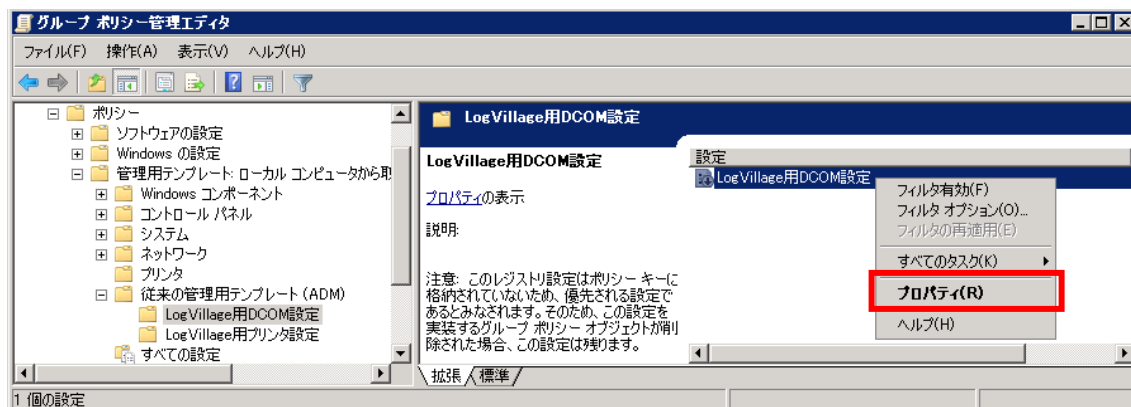 グループ ポリシー管理エディタ
ファイル(F) 操作(A) 表示(V) ヘルプ(H)
ポリシー
ソフトウェアの設定
Windows の設定
管理用テンプレート: ローカル コンピュータから取
Windows コンポーネント
コントロール パネル
システム
ネットワーク
プリンタ
従来の管理用テンプレート (ADM)
LogVillage用DCOM設定
LogVillage用プリンタ設定
すべての設定
LogVillage用DCOM設定
LogVillage用DCOM設定
プロパティの表示
説明:
注意: このレジストリ設定はポリシー キーに
格納されていないため、優先される設定で
あるとみなされます。そのため、この設定を
実装するグループ ポリシー オブジェクトが削
除された場合、この設定は残ります。
設定
LogVillage用DCOM設定
フィルタ有効(F)
フィルタ オプション(O)...
フィルタの再適用(E)
すべてのタスク(K)
プロパティ(R)
ヘルプ(H)
拡張 標準
1 個の設定